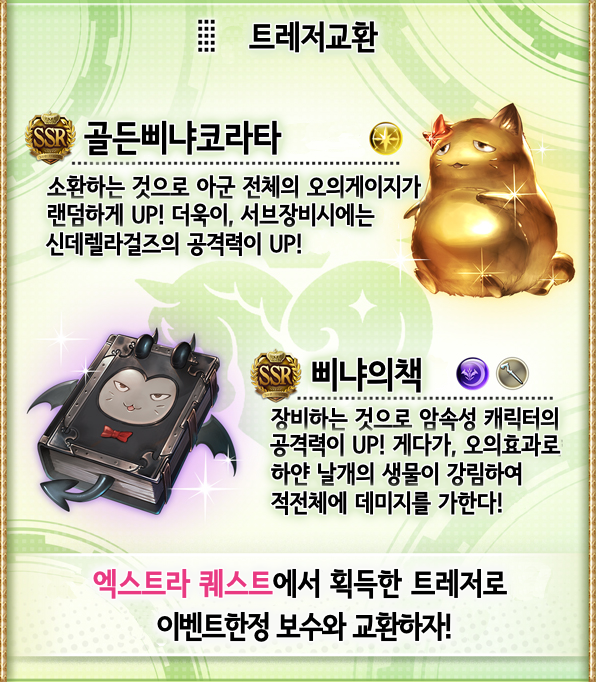 트레저교환
SSR 골든삐냐코라타
소환하는 것으로 아군 전체의 오의게이지가
랜덤하게 UP! 더욱이, 서브장비시에는
신데렐라걸즈의 공격력이 UP!
SSR 삐냐의책
장비하는 것으로 암속성 캐릭터의
공격력이 UP! 게다가, 오의효과로
하얀 날개의 생물이 강림하여
적전체에 데미지를 가한다!
엑스트라 퀘스트에서 획득한 트레저로
이벤트한정 보수와 교환하자!